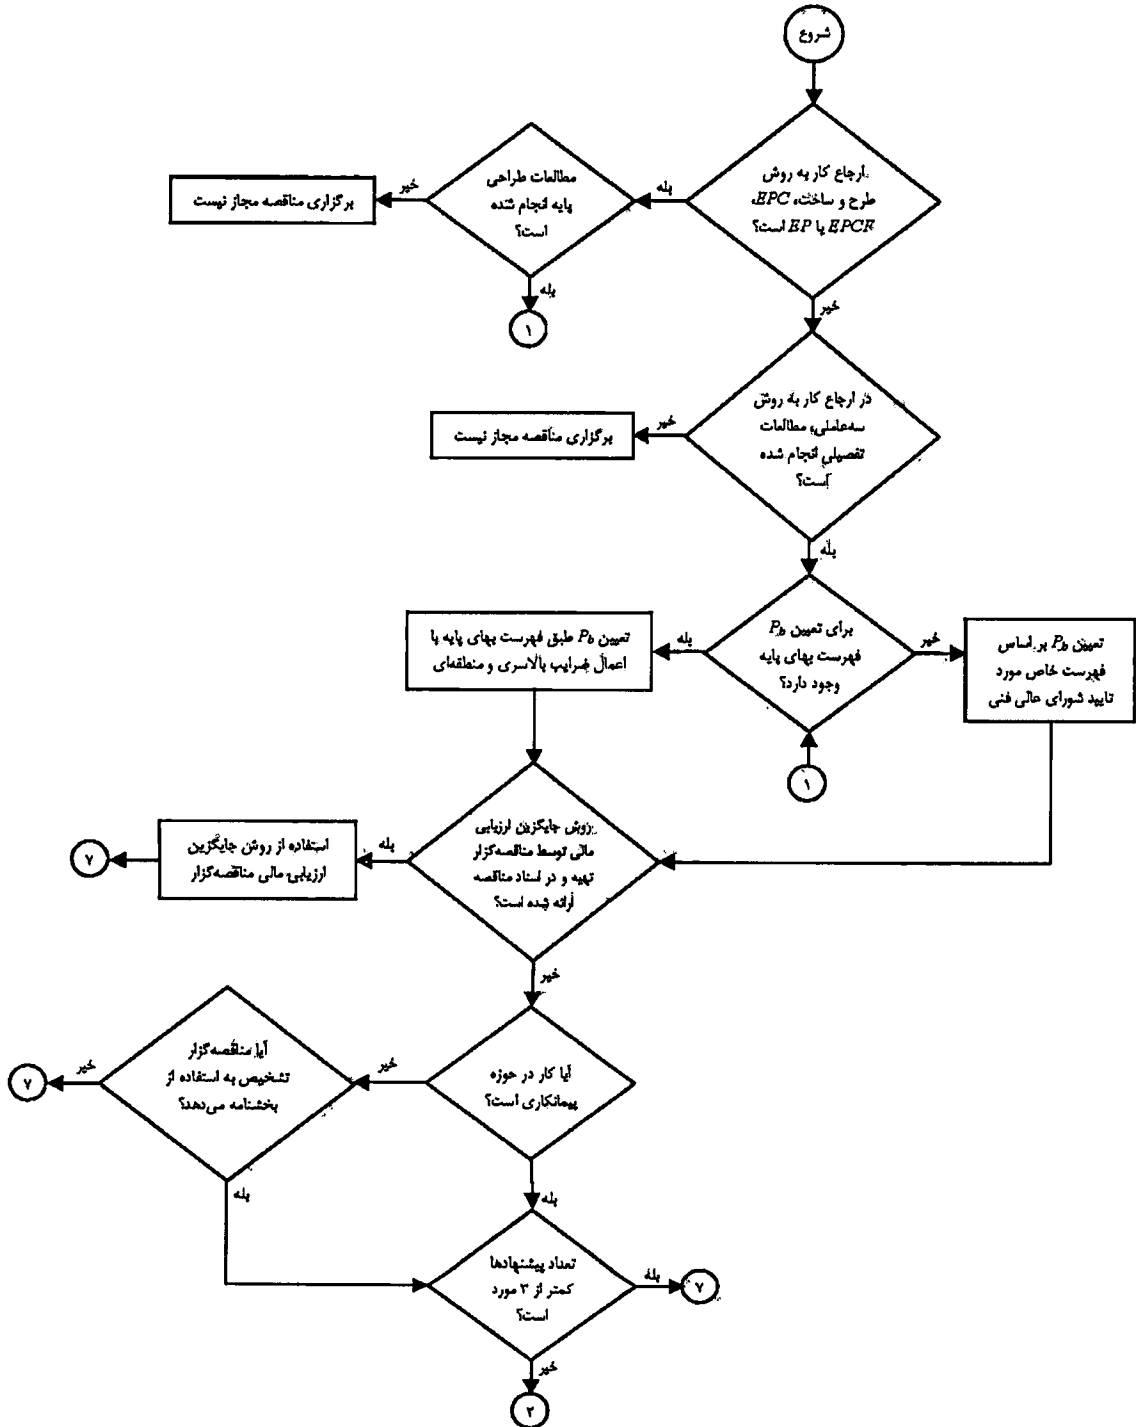 شروع
ارجاع کار به روش
طرح و ساخت، EPC،
EPCF یا EP است؟
بله
مطالعات طراحی
پایه انجام شده
است؟
خیر
برگزاری مناقصه مجاز نیست
بله
۱
خیر
در ارجاع کار به روش
سه‌عاملی، مطالعات
تفصیلی انجام شده
است؟
خیر
برگزاری مناقصه مجاز نیست
بله
برای تعیین Pb
فهرست بهای پایه
وجود دارد؟
خیر
تعیین Pb بر اساس
فهرست خاص مورد
تایید شورای عالی فنی
بله
تعیین Pb طبق فهرست بهای پایه با
اعمال ضرایب بالاسری و منطقه‌ای
۱
روش جایگزین ارزیابی
مالی توسط مناقصه‌گزار
تهیه و در اسناد مناقصه
ارائه شده است؟
بله
استفاده از روش جایگزین
ارزیابی مالی مناقصه‌گزار
۷
خیر
آیا کار در حوزه
پیمانکاری است؟
خیر
آیا مناقصه‌گزار
تشخیص به استفاده از
بخشنامه می‌دهد؟
خیر
۷
بله
بله
تعداد پیشنهادها
کمتر از ۳ مورد
است؟
بله
۷
خیر
۲